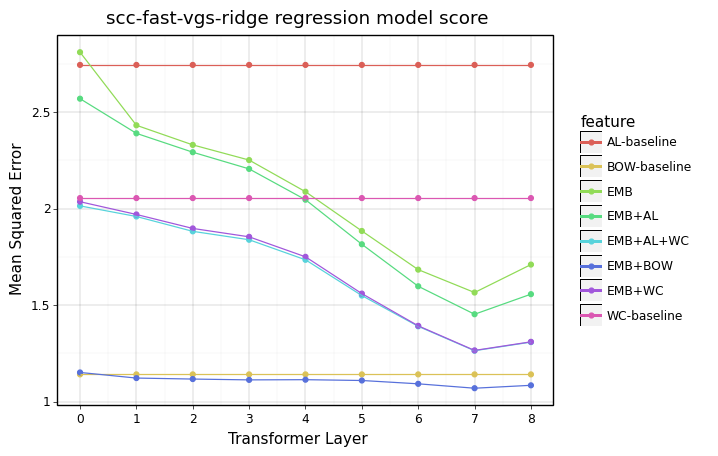 scc-fast-vgs-ridge regression model score
Mean Squared Error
2.5
2
1.5
1
0 1 2 3 4 5 6 7 8
Transformer Layer
feature
AL-baseline
BOW-baseline
EMB
EMB+AL
EMB+AL+WC
EMB+BOW
EMB+WC
WC-baseline